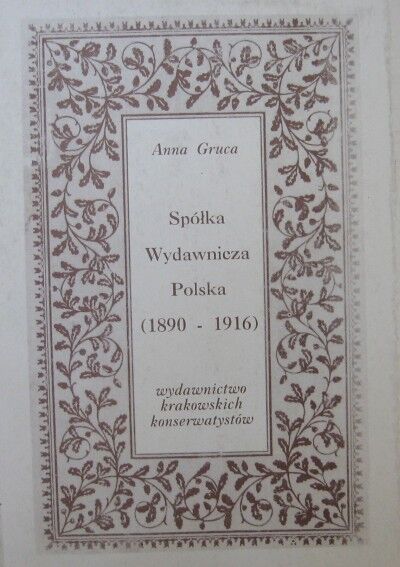 Anna Gruca
Spółka
Wydawnicza
Polska
(1890 - 1916)
wydawnictwo
krakowskich
konserwatystów